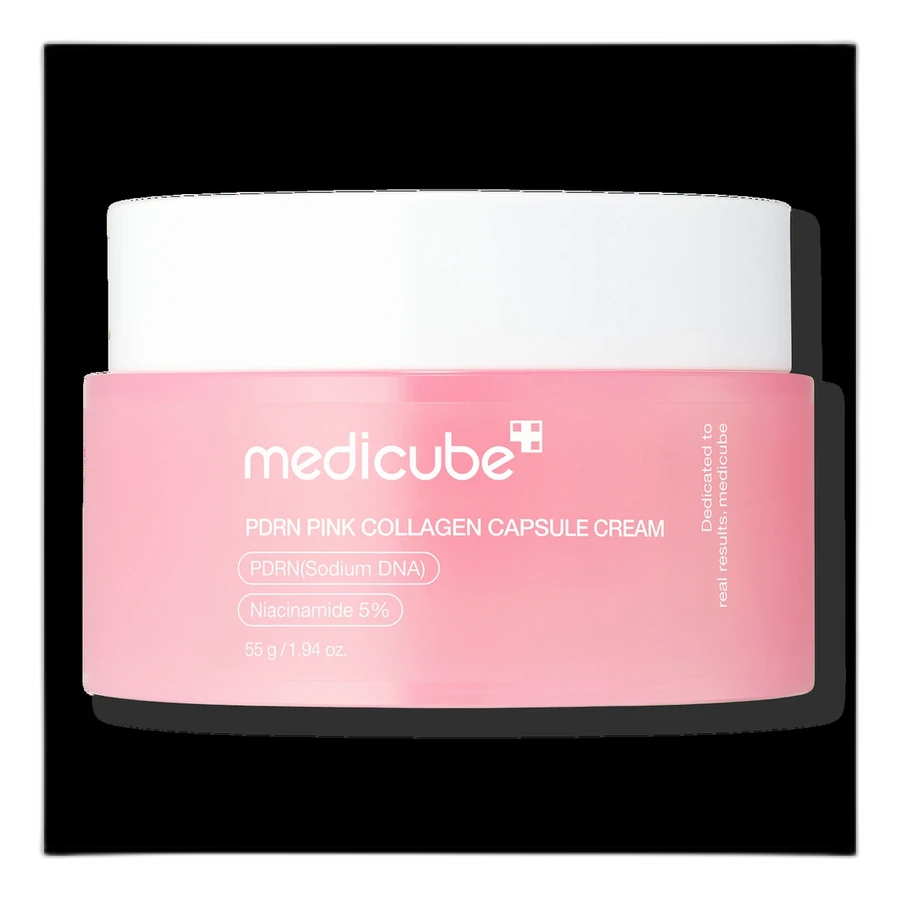 medicube
PDRN PINK COLLAGEN CAPSULE CREAM
PDRN(Sodium DNA)
Niacinamide 5%
55 g / 1.94 oz.
Dedicated to
real results, medicube